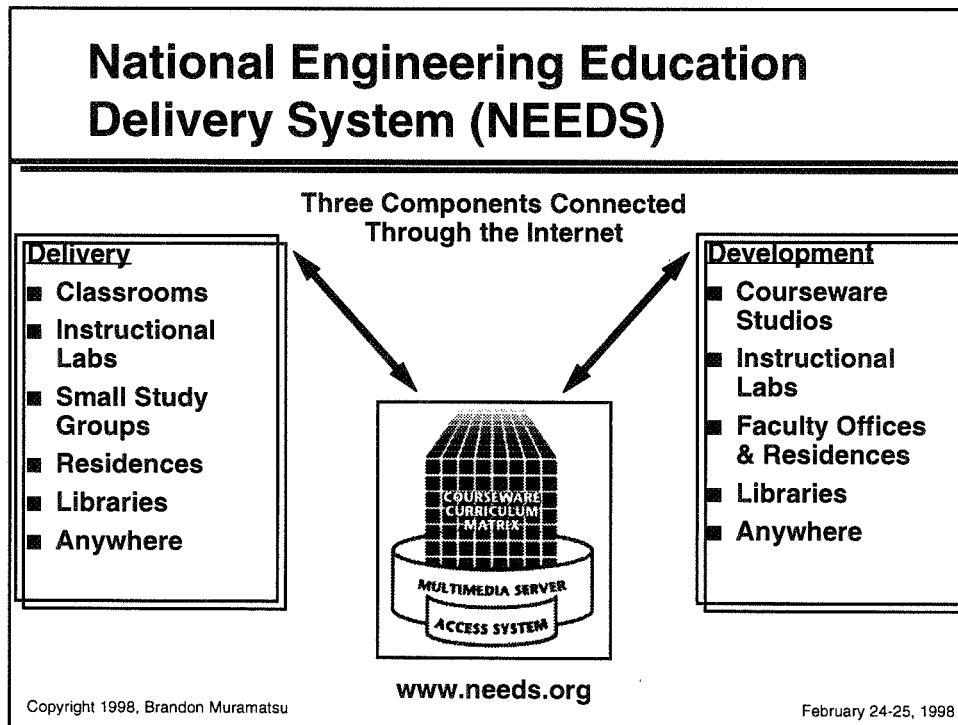 National Engineering Education
Delivery System (NEEDS)
Three Components Connected
Through the Internet
Delivery
Classrooms
Instructional
Labs
Small Study
Groups
Residences
Libraries
Anywhere
Development
Courseware
Studios
Instructional
Labs
Faculty Offices
& Residences
Libraries
Anywhere
COURSEWARE
CURRICULUM
MATRIX
MULTIMEDIA SERVER
ACCESS SYSTEM
www.needs.org
Copyright 1998, Brandon Muramatsu
February 24-25, 1998